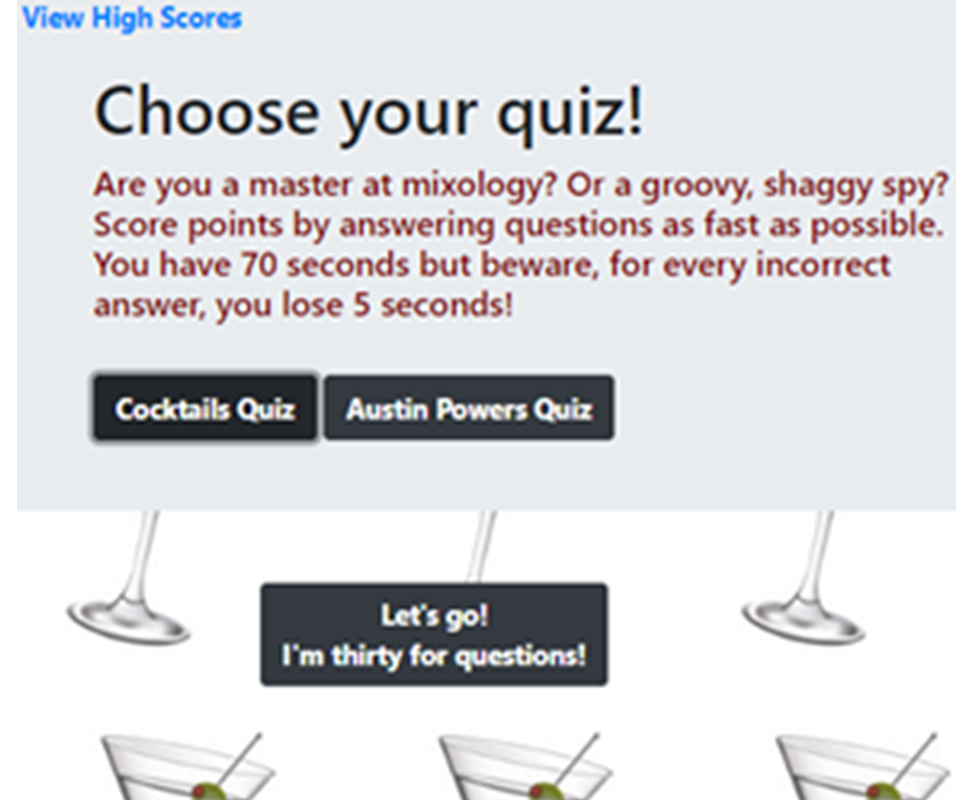 View High Scores
Choose your quiz!
Are you a master at mixology? Or a groovy, shaggy spy?
Score points by answering questions as fast as possible.
You have 70 seconds but beware, for every incorrect
answer, you lose 5 seconds!
Cocktails Quiz
Austin Powers Quiz
Let's go!
I'm thirty for questions!